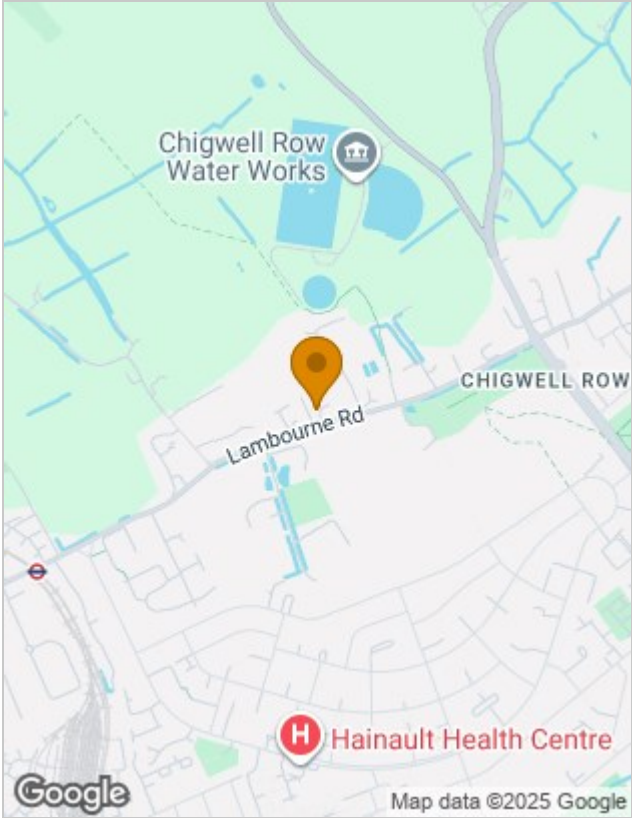 Chigwell Row
Water Works
CHIGWELL ROW
Lambourne Rd
H
Hainault Health Centre
Google
Map data ©2025 Google